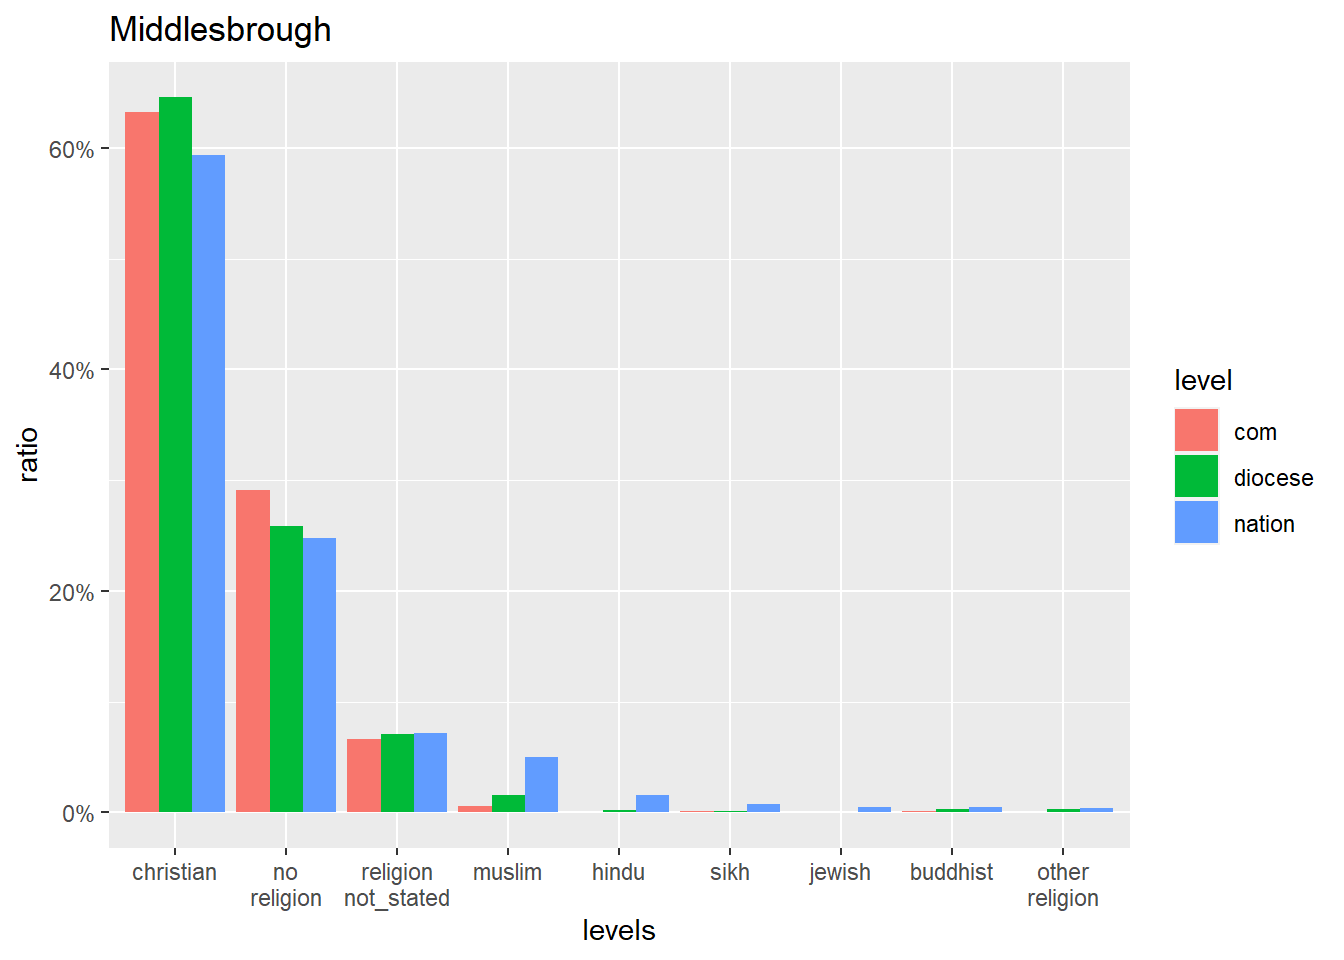 Middlesbrough
60%
40%
20%
0%
ratio
christian
no
religion
religion
not_stated
muslim
hindu
sikh
jewish
buddhist
other
religion
levels
level
com
diocese
nation